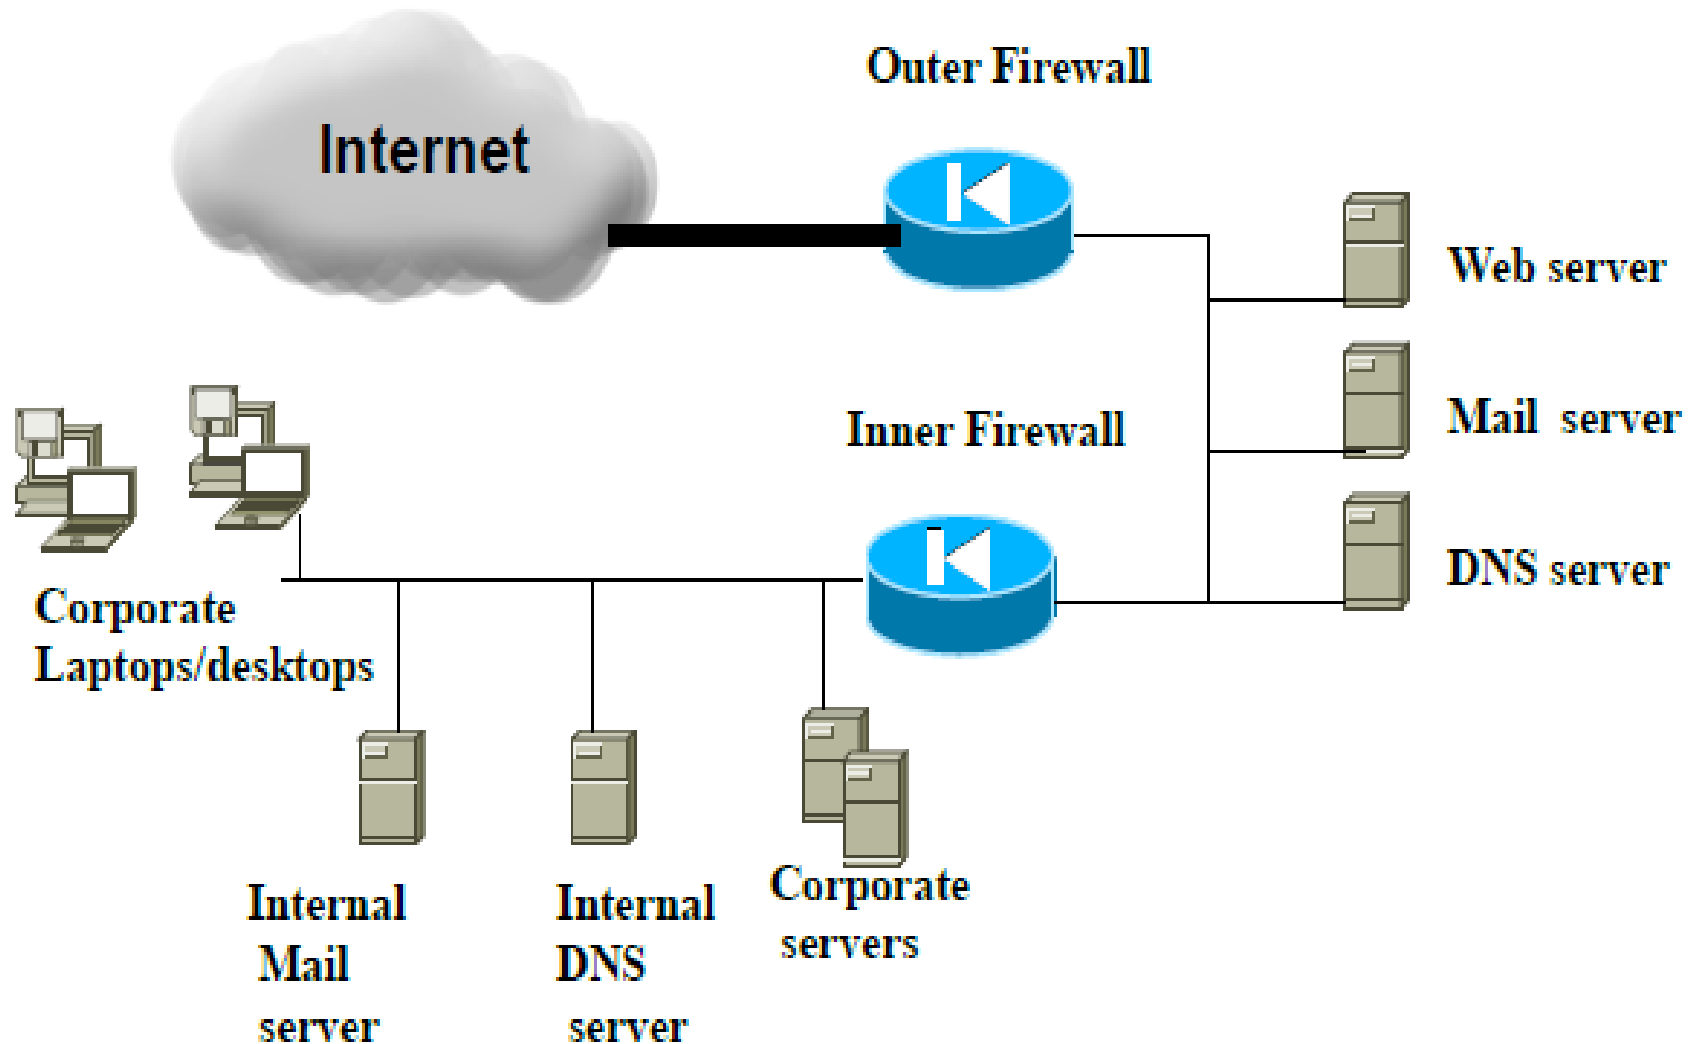 Outer Firewall
Internet
Web server
Mail server
Inner Firewall
DNS server
Corporate
Laptops/desktops
Internal
Mail
server
Internal
DNS
server
Corporate
servers